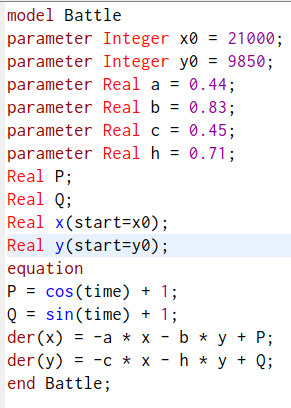 model Battle
parameter Integer x0 = 21000;
parameter Integer y0 = 9850;
parameter Real a = 0.44;
parameter Real b = 0.83;
parameter Real c = 0.45;
parameter Real h = 0.71;
Real P;
Real Q;
Real x(start=x0);
Real y(start=y0);
equation
P = cos(time) + 1;
Q = sin(time) + 1;
der(x) = -a * x - b * y + P;
der(y) = -c * x - h * y + Q;
end Battle;